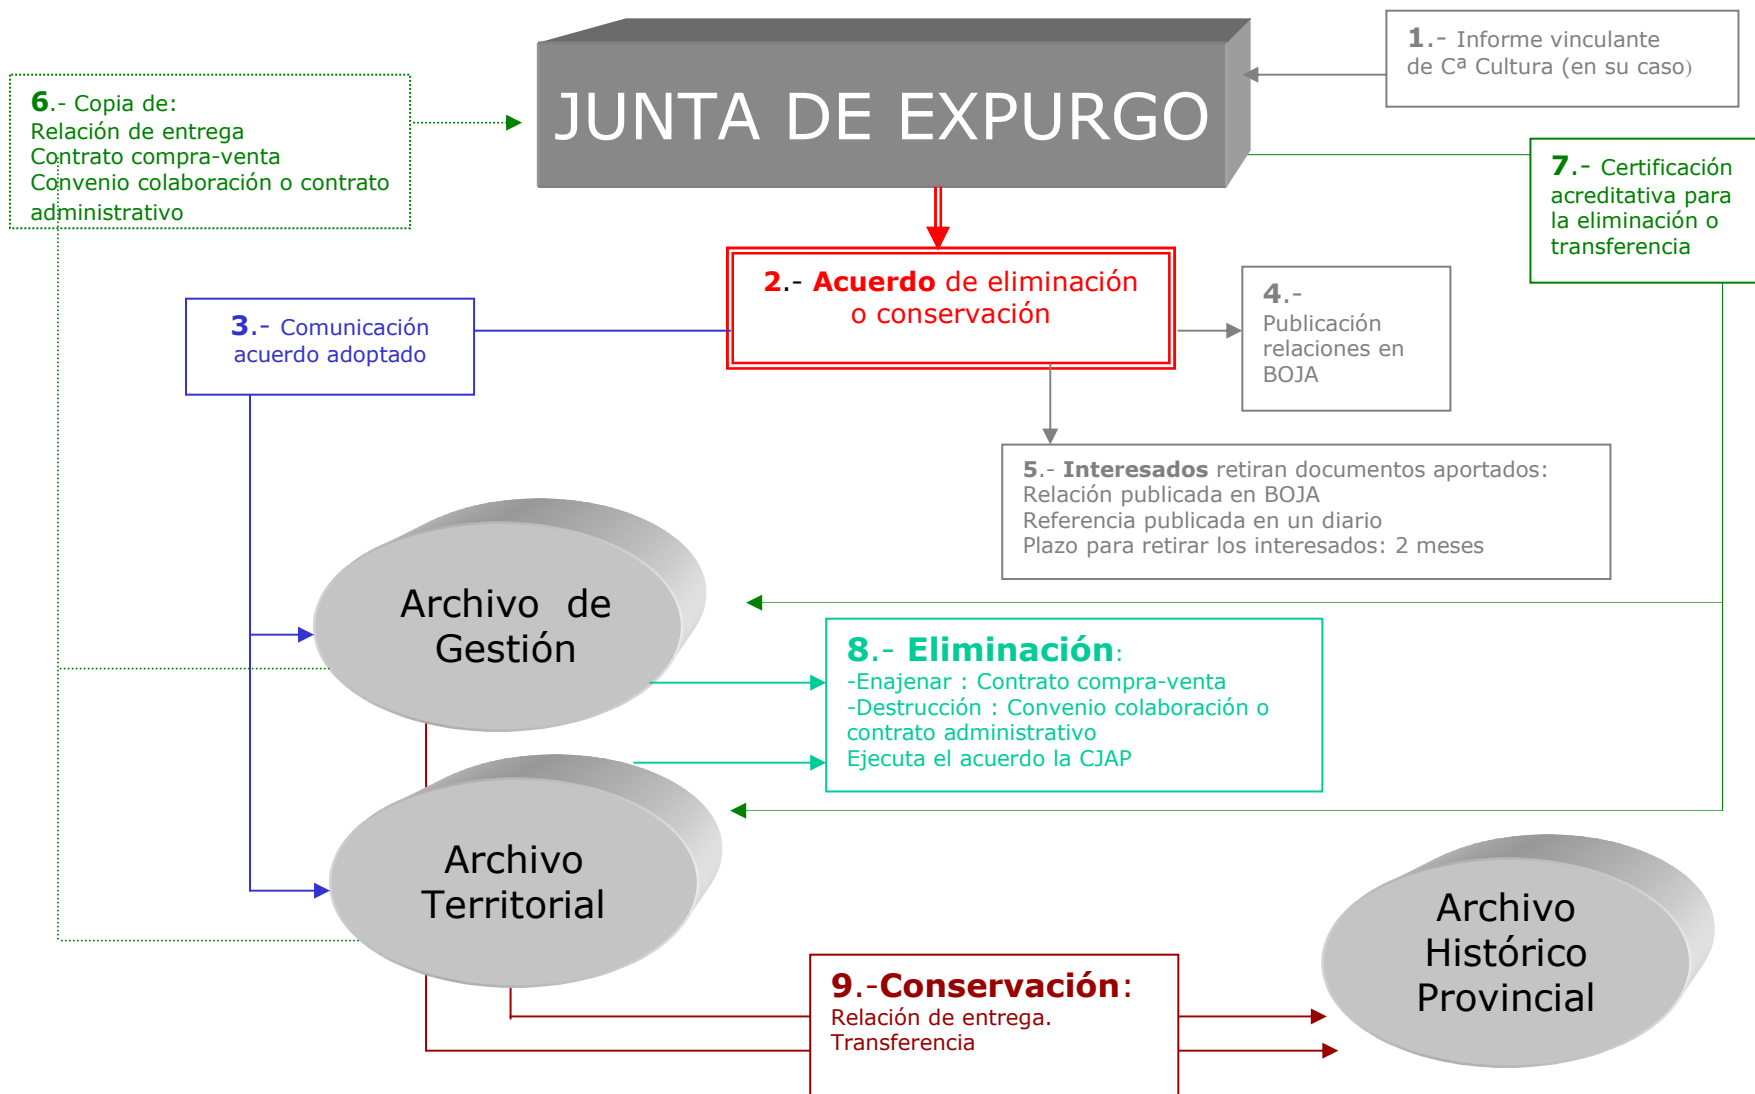 JUNTA DE EXPURGO
1.- Informe vinculante
de Cª Cultura (en su caso)
6.- Copia de:
Relación de entrega
Contrato compra-venta
Convenio colaboración o contrato
administrativo
7.- Certificación
acreditativa para
la eliminación o
transferencia
2.- Acuerdo de eliminación
o conservación
3.- Comunicación
acuerdo adoptado
4.-
Publicación
relaciones en
BOJA
5.- Interesados retiran documentos aportados:
Relación publicada en BOJA
Referencia publicada en un diario
Plazo para retirar los interesados: 2 meses
Archivo de
Gestión
8.- Eliminación:
-Enajenar : Contrato compra-venta
-Destrucción : Convenio colaboración o
contrato administrativo
Ejecuta el acuerdo la CJAP
Archivo
Territorial
Archivo
Histórico
Provincial
9.-Conservación:
Relación de entrega.
Transferencia